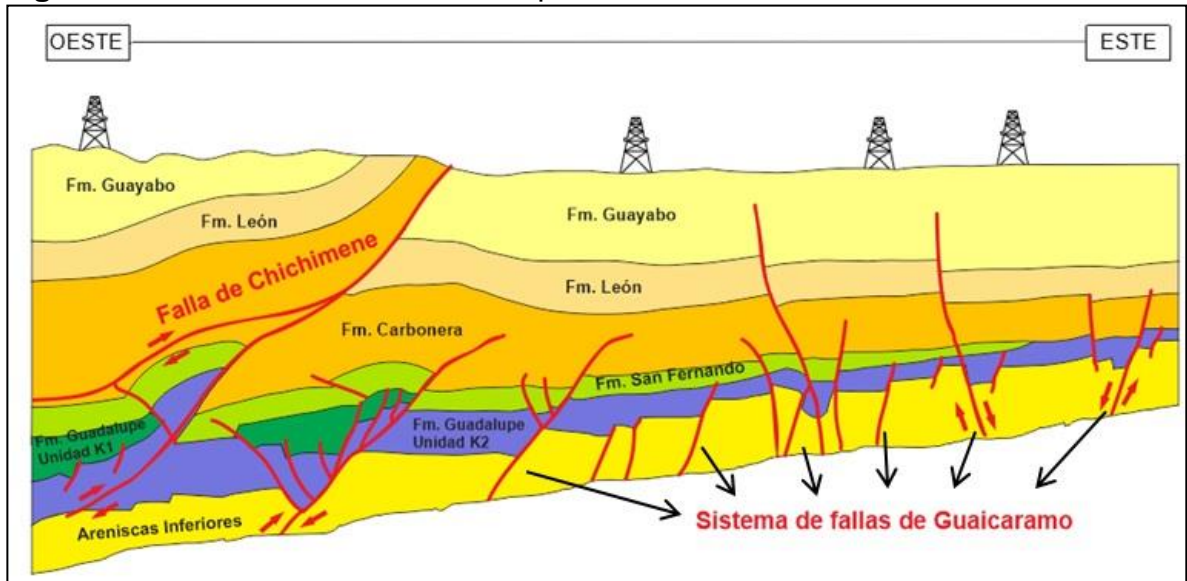 OESTE
ESTE
Fm. Guayabo
Fm. León
Fm. Guayabo
Falla de Chichimene
Fm. León
Fm. Carbonera
Fm. San Fernando
Fm. Guadalupe
Unidad K1
Fm. Guadalupe
Unidad K2
Areniscas Inferiores
Sistema de fallas de Guaicaramo